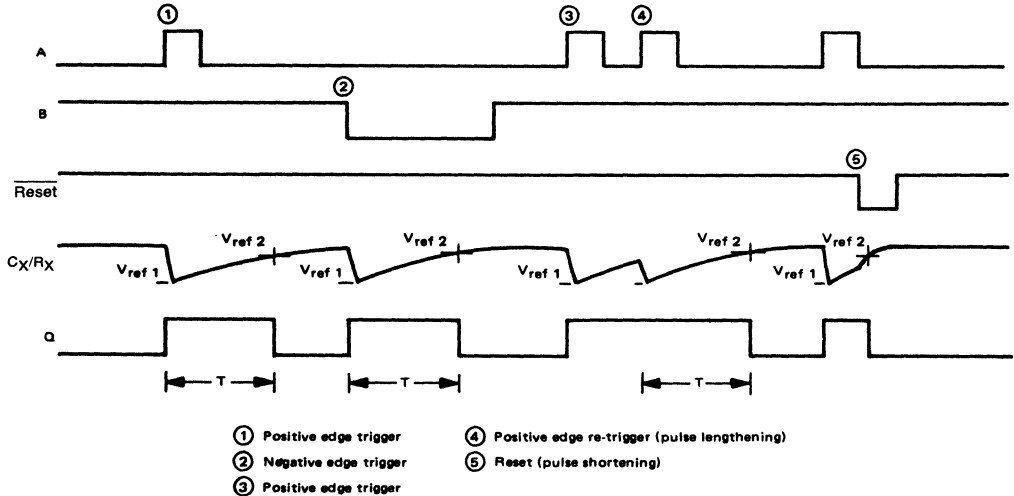 ①
③ ④
A
②
B
⑤
Reset
Vref 2 Vref 2 Vref 2 Vref 2
CX/RX
Vref 1 Vref 1 Vref 1 Vref 1
Q
T T T
① Positive edge trigger
② Negative edge trigger
③ Positive edge trigger
④ Positive edge re-trigger (pulse lengthening)
⑤ Reset (pulse shortening)